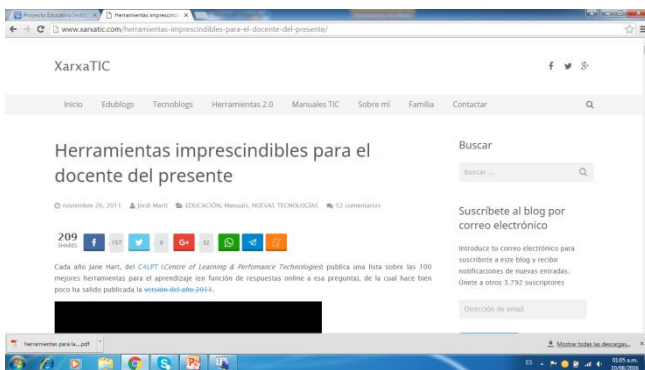 Proyecto Educativo Instit
Herramientas imprescindi
www.xarxatic.com/herramientas-imprescindibles-para-el-docente-del-presente/
XarxaTIC
Inicio Edublogs Tecnoblogs Herramientas 2.0 Manuales TIC Sobre mí Familia Contactar
Herramientas imprescindibles para el
docente del presente
noviembre 26, 2011 Jordi Martí EDUCACIÓN, Manuals, NUEVAS TECNOLOGÍAS 52 comentarios
209
SHARES
157 8 G+ 32
Cada año Jane Hart, del C4LPT (Centre of Learning & Perfomance Technologied) publica una lista sobre las 100
mejores herramientas para el aprendizaje (en función de respuestas online a esa pregunta), de la cual hace bien
poco ha salido publicada la versión del año 2011.
Buscar
buscar ...
Suscríbete al blog por
correo electrónico
Introduce tu correo electrónico para
suscribirte a este blog y recibir
notificaciones de nuevas entradas.
Únete a otros 3.792 suscriptores
Dirección de email
herramientas para la....pdf
Mostrar todas las descargas...
ES
01:05 a.m.
10/08/2016